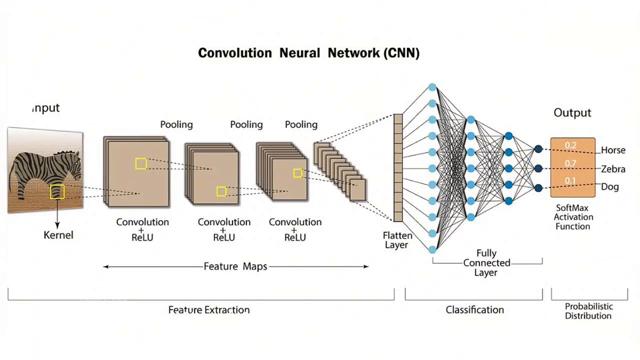 Convolution Neural Network (CNN)
Input
Kernel
Pooling
Pooling
Pooling
Convolution
+
ReLU
Convolution
+
ReLU
Convolution
+
ReLU
Feature Maps
Flatten
Layer
Fully
Connected
Layer
Output
0.2
0.7
0.1
Horse
Zebra
Dog
SoftMax
Activation
Function
Feature Extraction
Classification
Probabilistic
Distribution